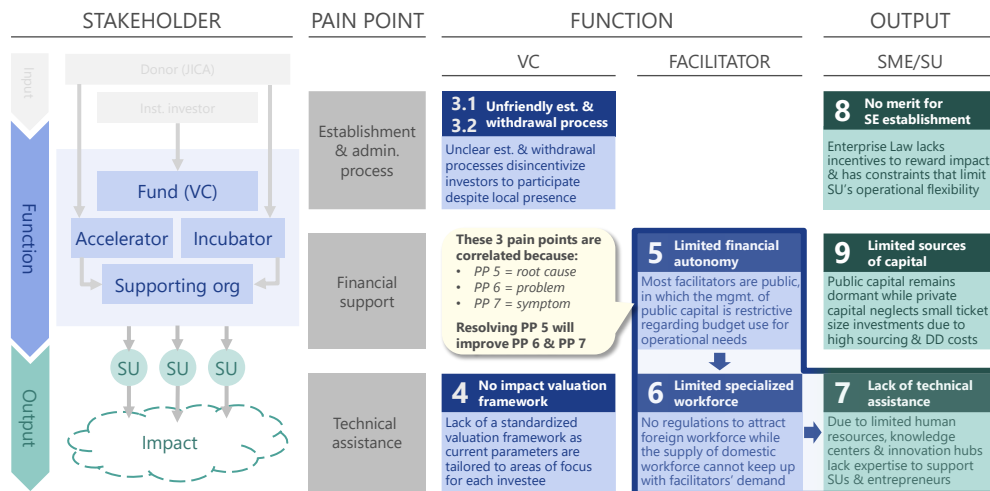 STAKEHOLDER
PAIN POINT
FUNCTION
OUTPUT
VC
FACILITATOR
SME/SU
Input
Function
Output
Donor (JICA)
Inst. investor
Fund (VC)
Accelerator
Incubator
Supporting org
SU
SU
SU
Impact
Establishment
& admin.
process
3.1
3.2
Unfriendly est. &
withdrawal process
Unclear est. & withdrawal
processes disincentivize
investors to participate
despite local presence
8
No merit for
SE establishment
Enterprise Law lacks
incentives to reward impact
& has constraints that limit
SU's operational flexibility
Financial
support
These 3 pain points are
correlated because:
• PP 5 = root cause
• PP 6 = problem
• PP 7 = symptom
Resolving PP 5 will
improve PP 6 & PP 7
5
Limited financial
autonomy
Most facilitators are public,
in which the mgmt. of
public capital is restrictive
regarding budget use for
operational needs
9
Limited sources
of capital
Public capital remains
dormant while private
capital neglects small ticket
size investments due to
high sourcing & DD costs
Technical
assistance
4
No impact valuation
framework
Lack of a standardized
valuation framework as
current parameters are
tailored to areas of focus
for each investee
6
Limited specialized
workforce
No regulations to attract
foreign workforce while
the supply of domestic
workforce cannot keep up
with facilitators' demand
7
Lack of technical
assistance
Due to limited human
resources, knowledge
centers & innovation hubs
lack expertise to support
SUs & entrepreneurs